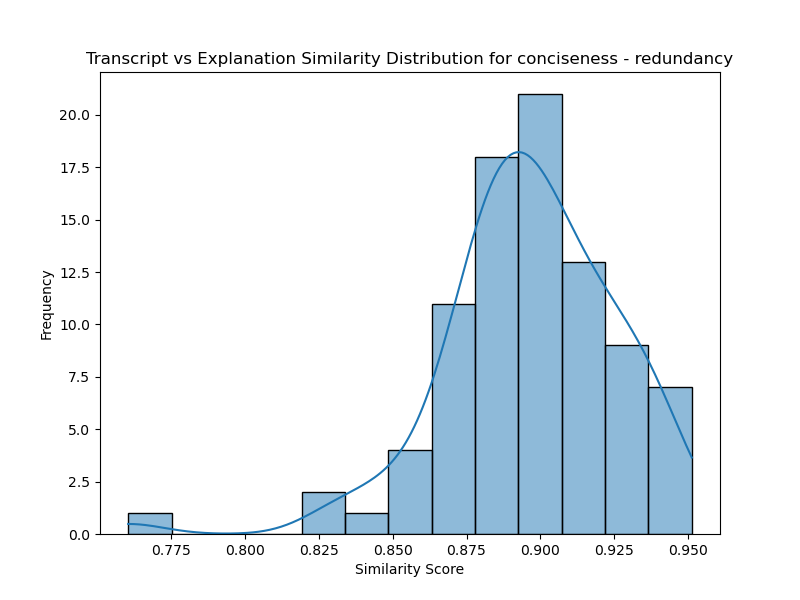 Transcript vs Explanation Similarity Distribution for conciseness - redundancy
20.0
17.5
15.0
12.5
10.0
7.5
5.0
2.5
0.0
Frequency
0.775 0.800 0.825 0.850 0.875 0.900 0.925 0.950
Similarity Score